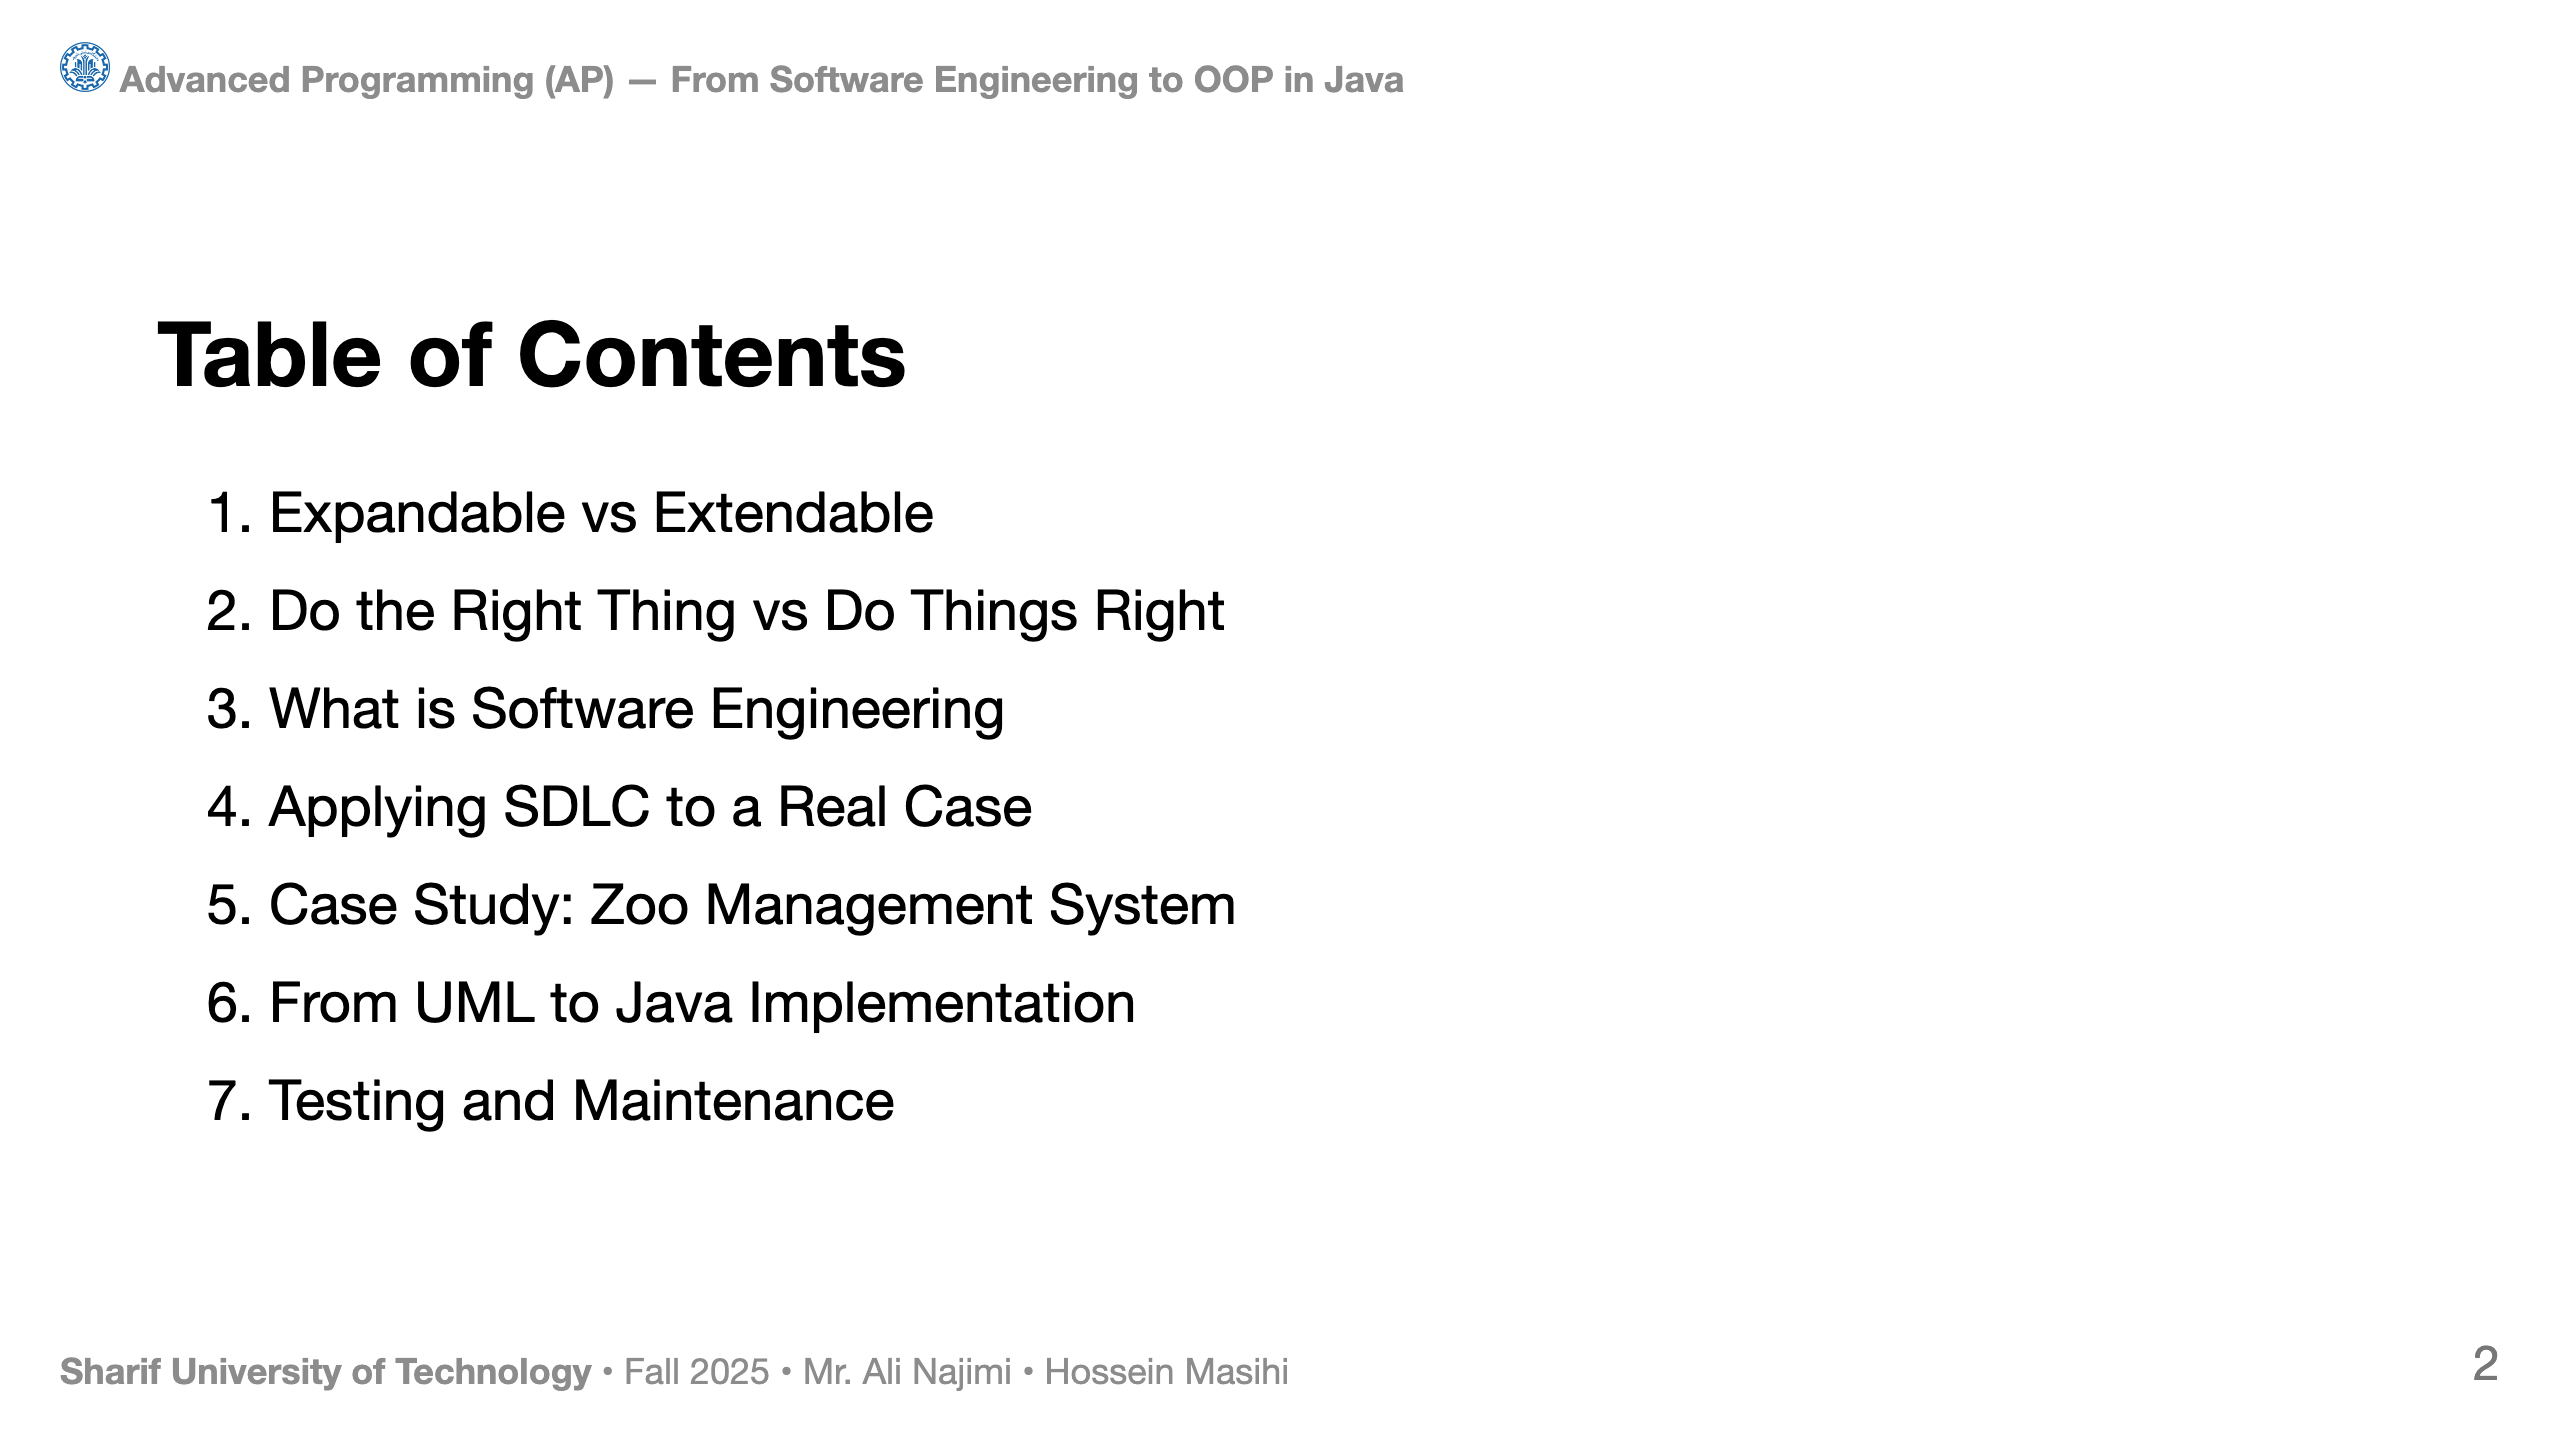 Advanced Programming (AP) — From Software Engineering to OOP in Java
Table of Contents
1. Expandable vs Extendable
2. Do the Right Thing vs Do Things Right
3. What is Software Engineering
4. Applying SDLC to a Real Case
5. Case Study: Zoo Management System
6. From UML to Java Implementation
7. Testing and Maintenance
Sharif University of Technology • Fall 2025 • Mr. Ali Najimi • Hossein Masihi
2